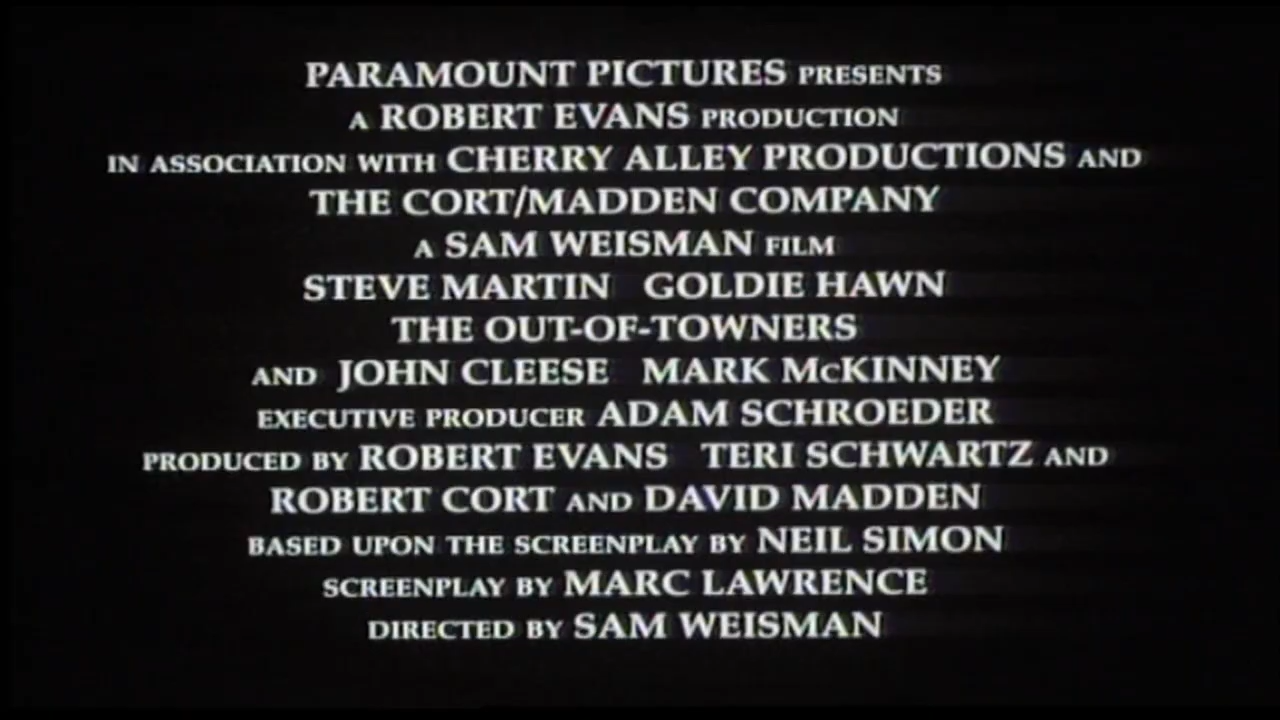 PARAMOUNT PICTURES PRESENTS
A ROBERT EVANS PRODUCTION
IN ASSOCIATION WITH CHERRY ALLEY PRODUCTIONS AND
THE CORT/MADDEN COMPANY
A SAM WEISMAN FILM
STEVE MARTIN GOLDIE HAWN
THE OUT-OF-TOWNERS
AND JOHN CLEESE MARK McKINNEY
EXECUTIVE PRODUCER ADAM SCHROEDER
PRODUCED BY ROBERT EVANS TERI SCHWARTZ AND
ROBERT CORT AND DAVID MADDEN
BASED UPON THE SCREENPLAY BY NEIL SIMON
SCREENPLAY BY MARC LAWRENCE
DIRECTED BY SAM WEISMAN